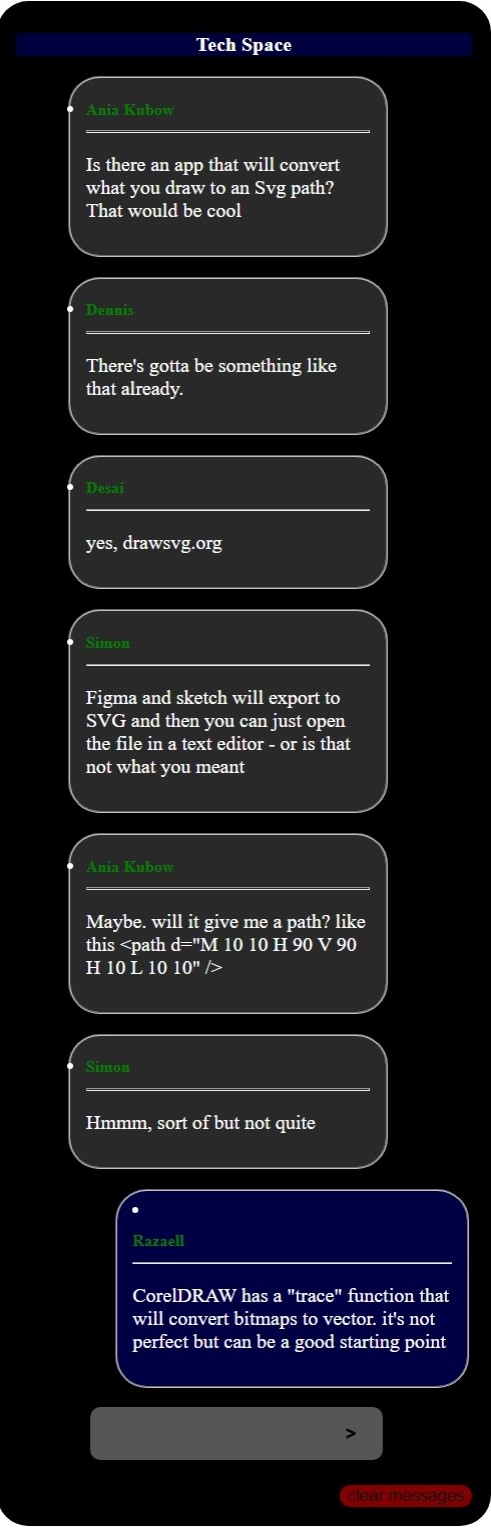 Tech Space
Ania Kubow
Is there an app that will convert
what you draw to an Svg path?
That would be cool
Dennis
There's gotta be something like
that already.
Desai
yes, drawsvg.org
Simon
Figma and sketch will export to
SVG and then you can just open
the file in a text editor - or is that
not what you meant
Ania Kubow
Maybe. will it give me a path? like
this <path d="M 10 10 H 90 V 90
H 10 L 10 10" />
Simon
Hmmm, sort of but not quite
Razaell
CorelDRAW has a "trace" function that
will convert bitmaps to vector. it's not
perfect but can be a good starting point
>
clear messages